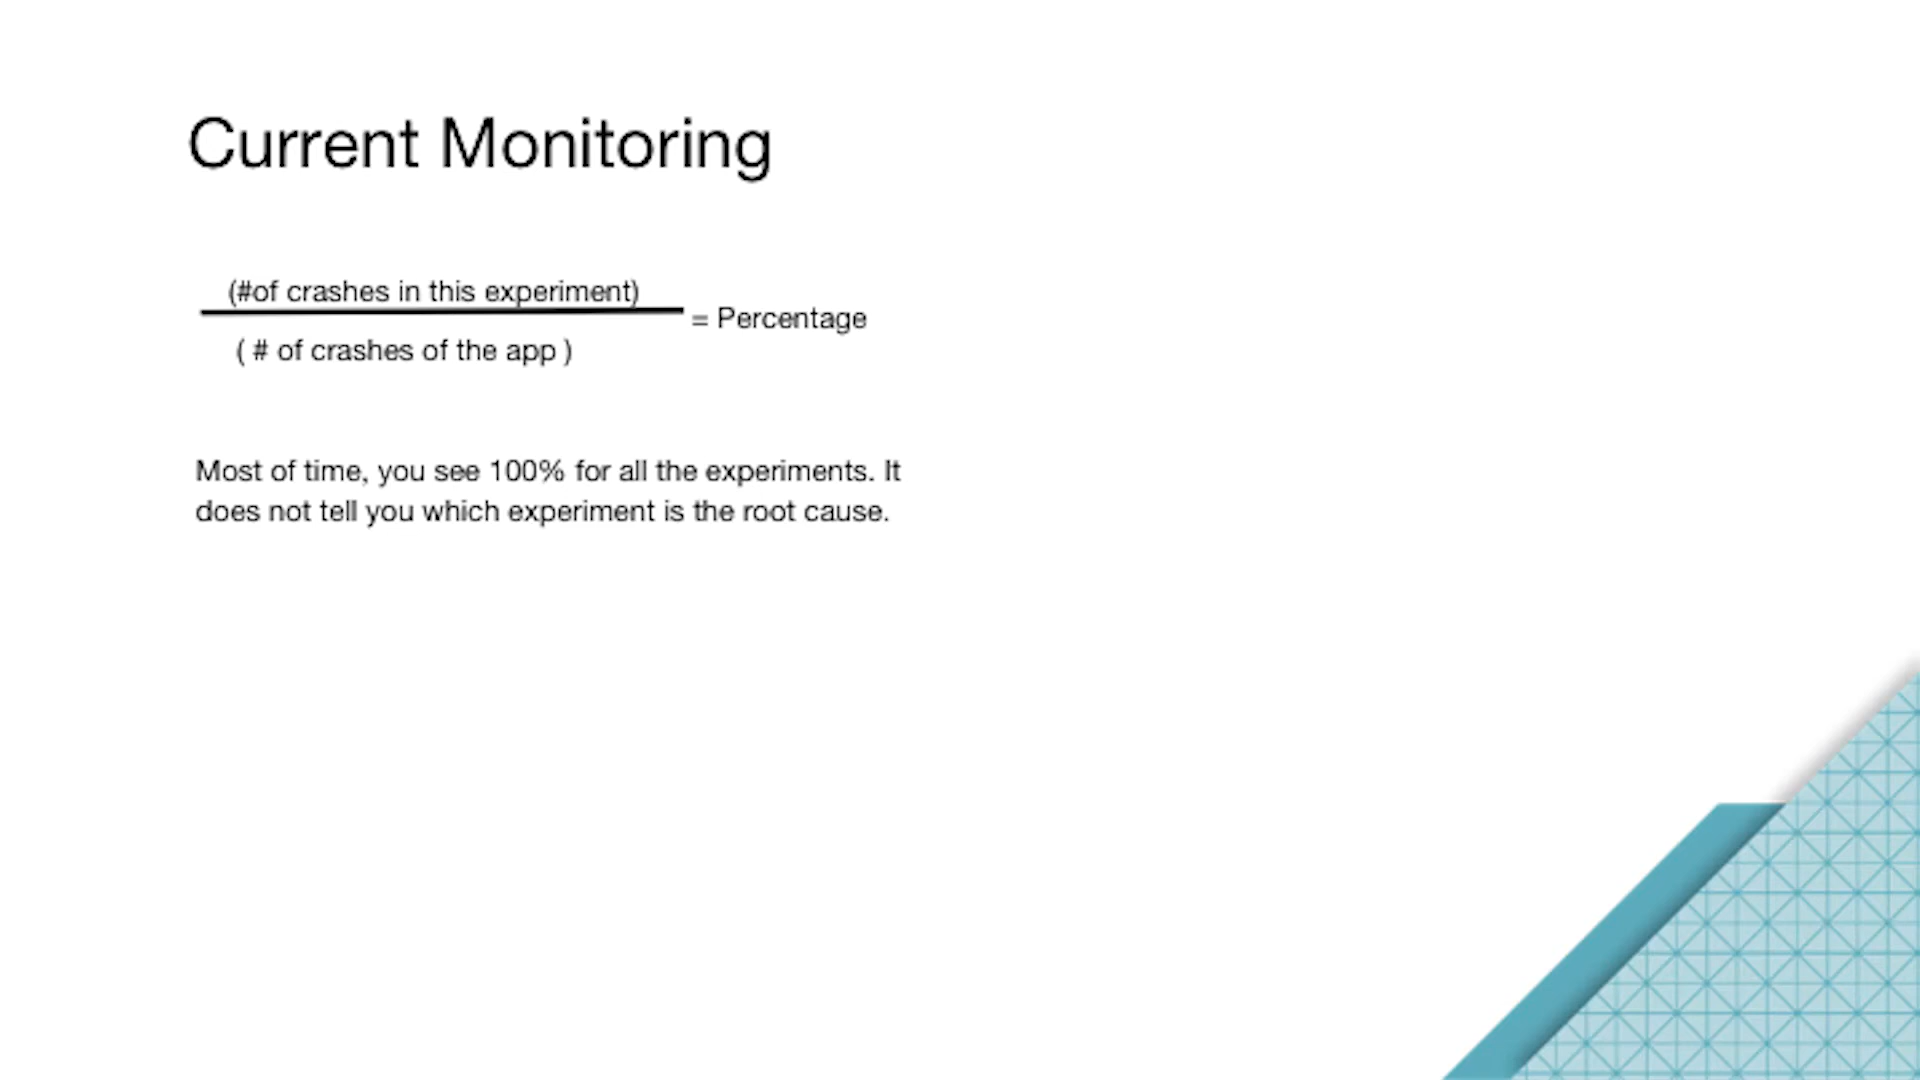 Current Monitoring
(#of crashes in this experiment)
= Percentage
( # of crashes of the app )
Most of time, you see 100% for all the experiments. It
does not tell you which experiment is the root cause.